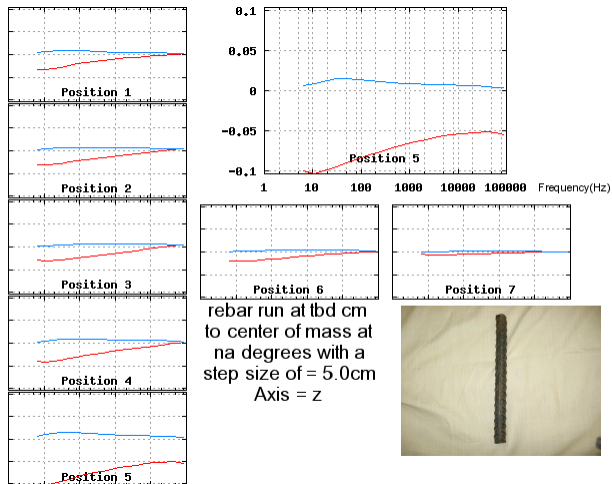 Position 1
Position 2
Position 3
Position 4
Position 5
0.1
0.05
0
-0.05
-0.1
Position 5
1 10 100 1000 10000 100000 Frequency(Hz)
Position 6
Position 7
rebar run at tbd cm
to center of mass at
na degrees with a
step size of = 5.0cm
Axis = z